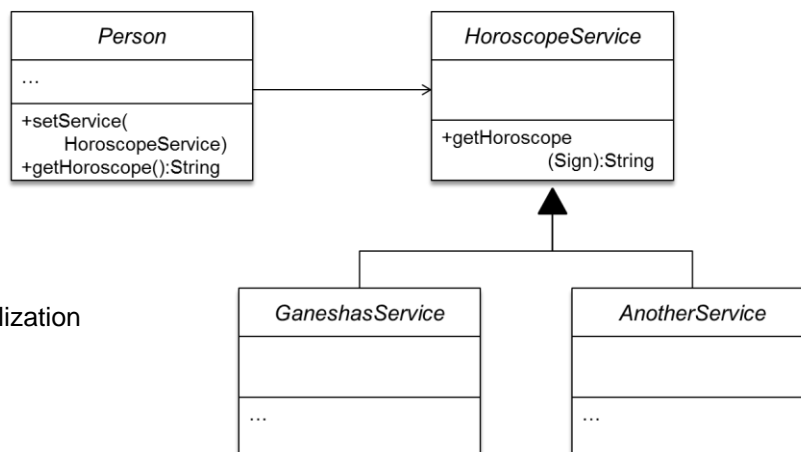 Person
…
+setService(
HoroscopeService)
+getHoroscope():String
HoroscopeService
+getHoroscope
(Sign):String
lization
GaneshasService
…
AnotherService
…